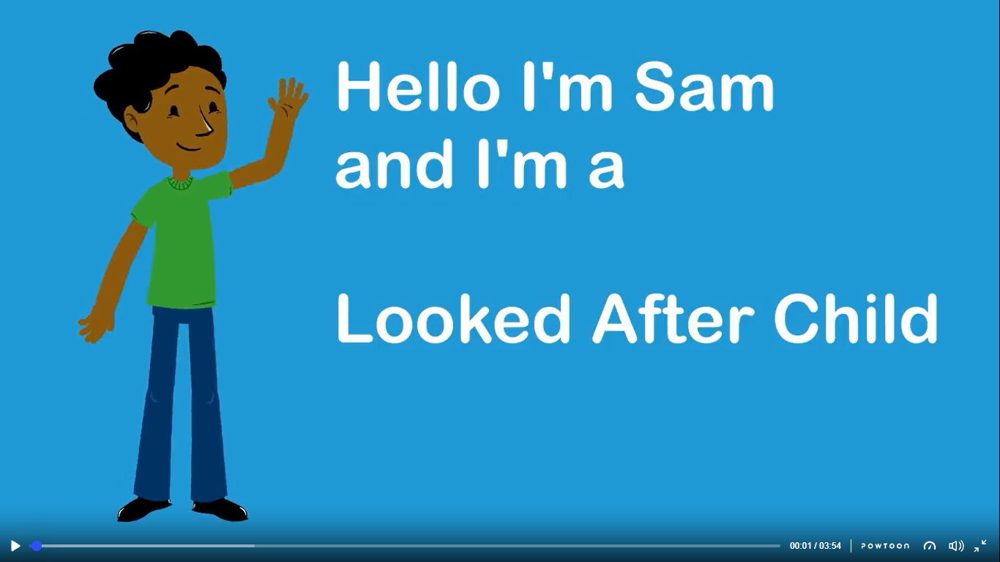 Hello I'm Sam
and I'm a
Looked After Child
00:01 / 03:54 POWTOON